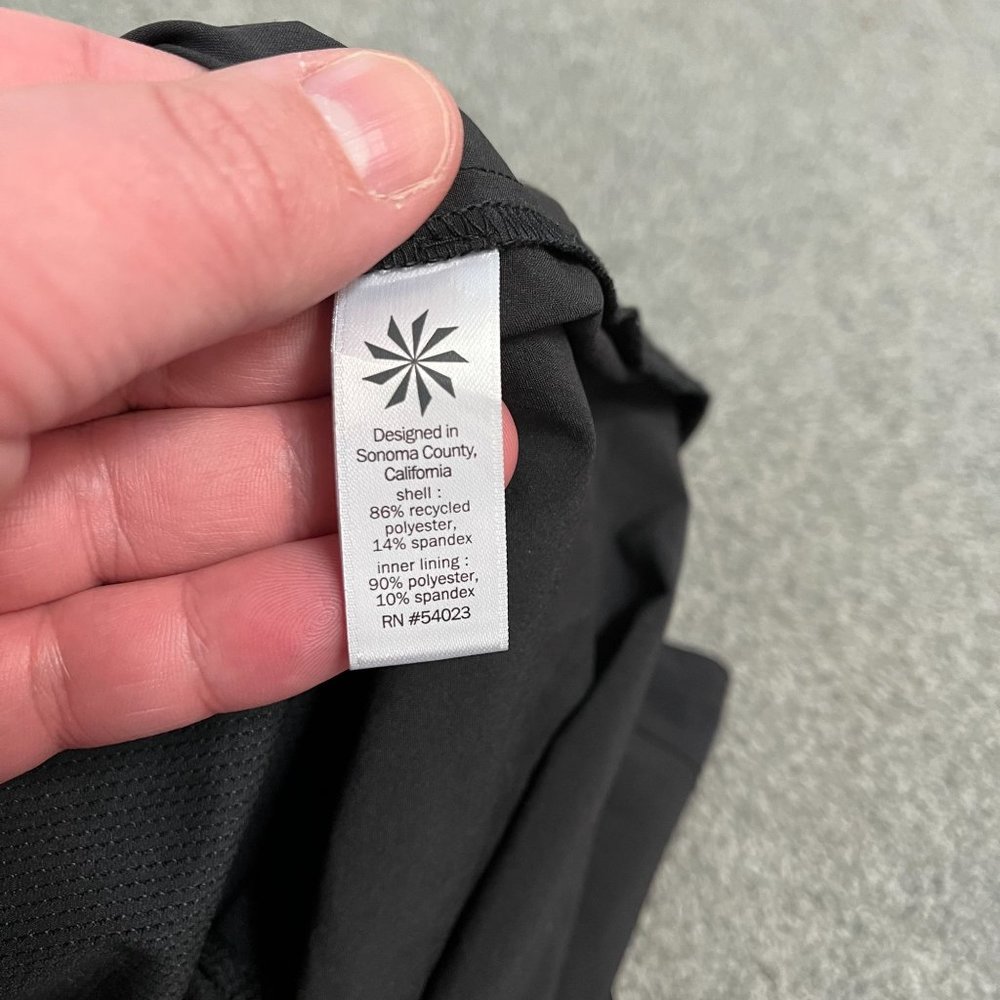 Designed in
Sonoma County,
California
shell :
86% recycled
polyester,
14% spandex
inner lining :
90% polyester,
10% spandex
RN #54023